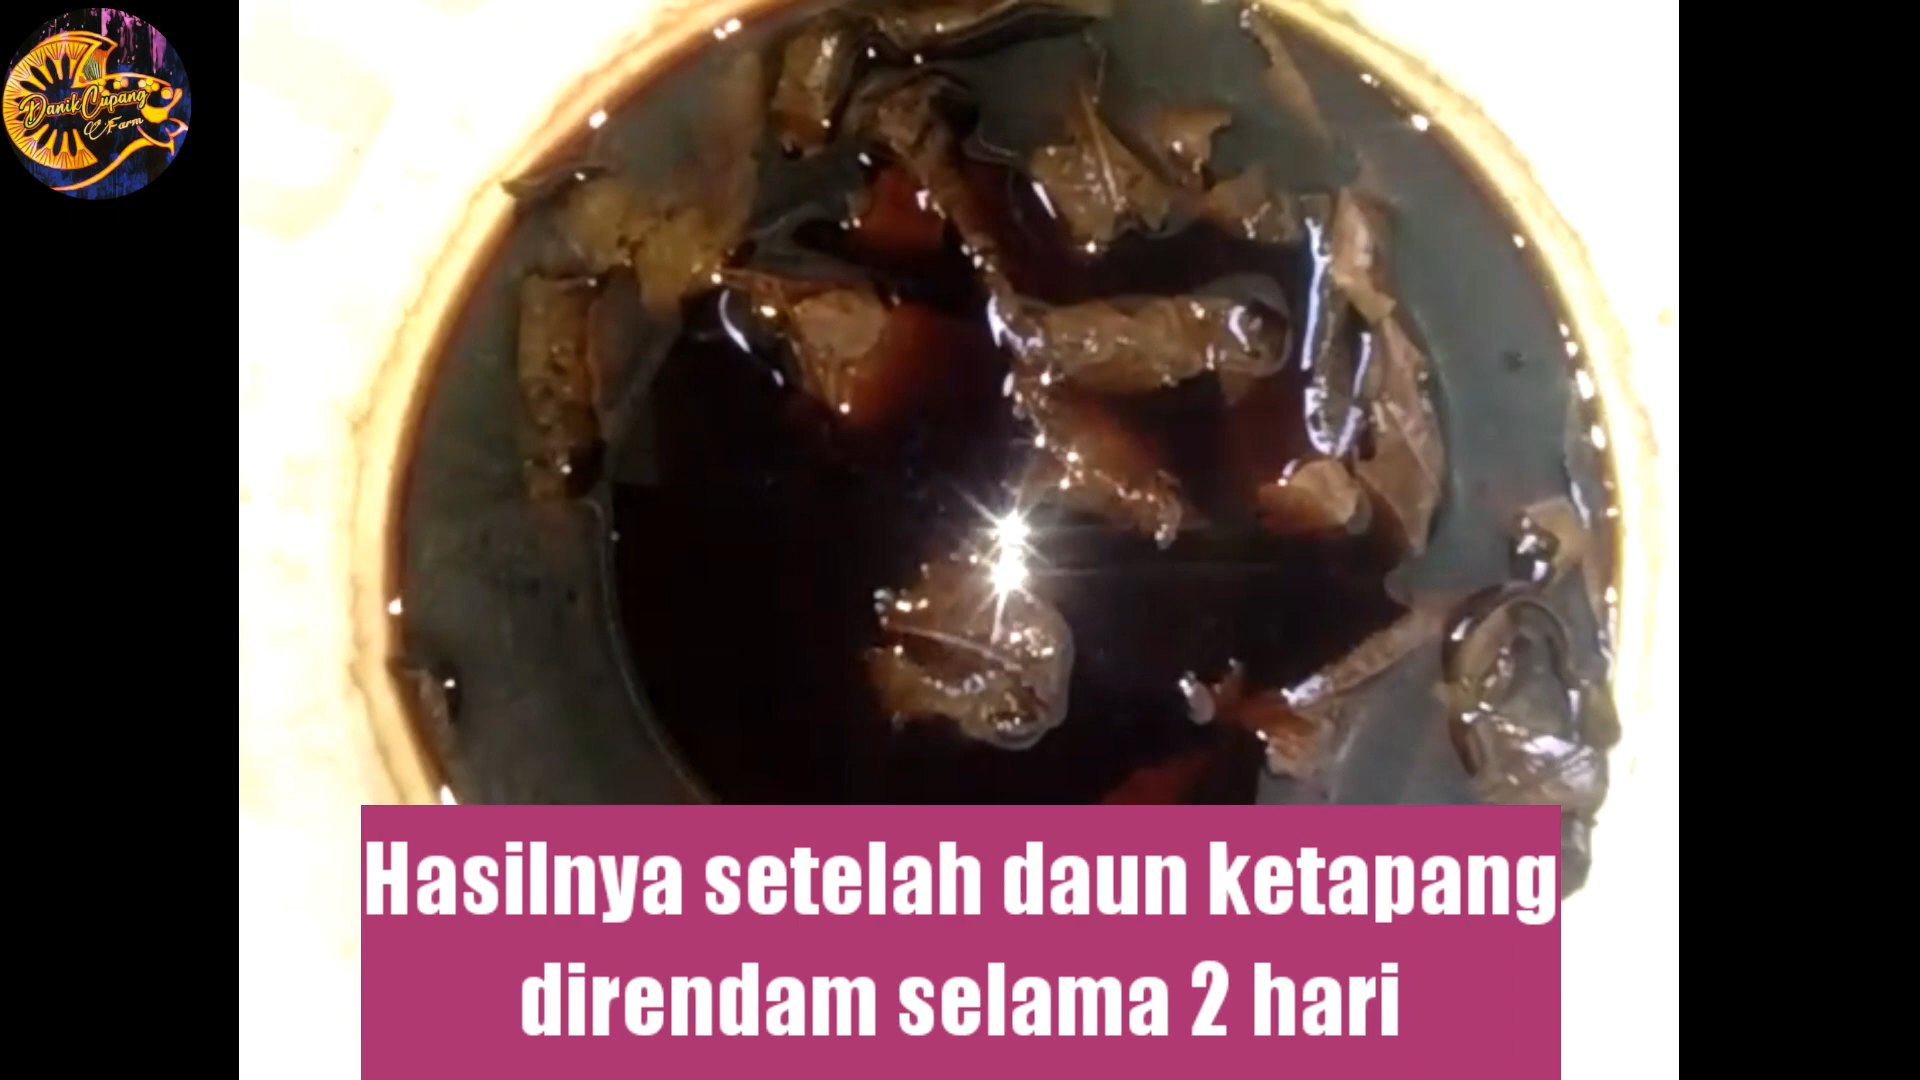 Danik Cupang
Farm
Hasilnya setelah daun ketapang
direndam selama 2 hari